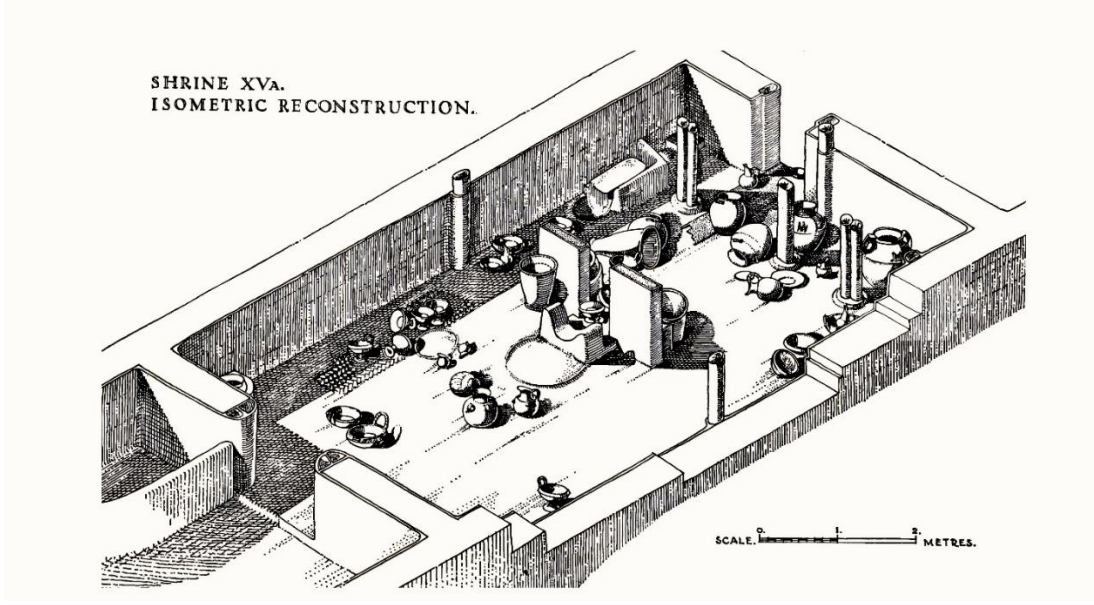 SHRINE XVA.
ISOMETRIC RECONSTRUCTION.
SCALE. 0. 1. 2. METRES.